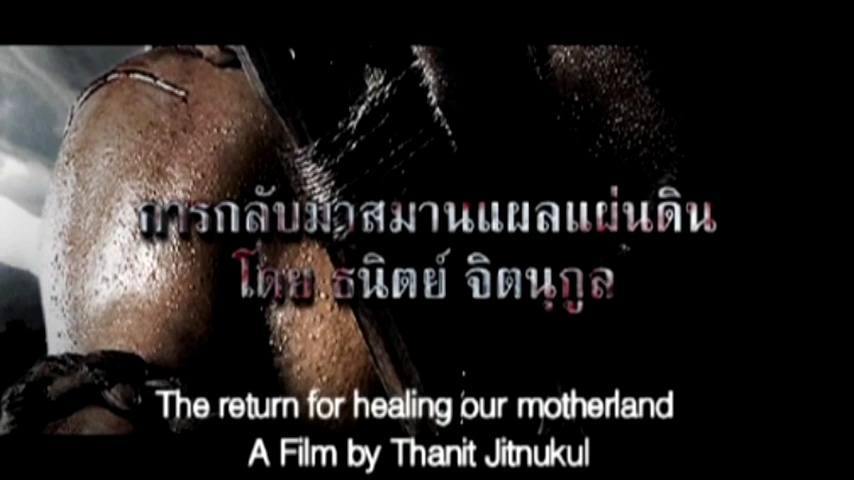 การกลับมาสมานแผลแผ่นดิน
โดย ธนิตย์ จิตนุกูล
The return for healing our motherland
A Film by Thanit Jitnukul